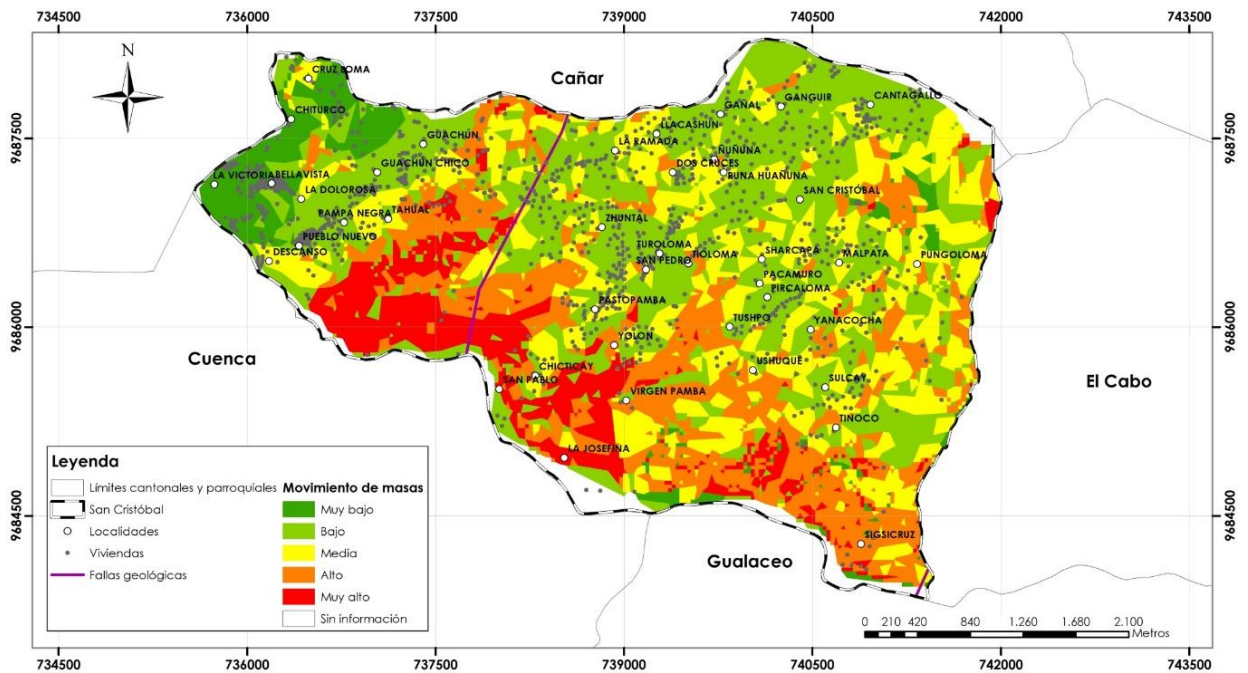 734500 736000 737500 739000 740500 742000 743500
N
Cañar
CRUZ LOMA
CHITURCO
GAÑAL
GANGUIR
CANTAGALLO
9687500
9687500
GUACHÚN
LLACASHUN
LA RAMADA
ÑUÑUNA
GUACHÚN CHICO
DOS CRUCES
RUNA HUAÑUNA
LA VICTORIA
BELLAVISTA
LA DOLOROSA
SAN CRISTÓBAL
PAMPA NEGRA
TAHUAL
ZHUNTAL
PUEBLO NUEVO
TUROLOMA
DESCANSO
SAN PEDRO
TIOLOMA
SHARCAPA
MALPATA
PUNGOLOMA
PACAMURO
PIRCALOMA
PASTOPAMBA
9686000
TUSHPO
YANACOCHA
9686000
YOLON
Cuenca
CHICTICAY
USHUQUE
El Cabo
SAN PABLO
SULCAY
VIRGEN PAMBA
TINOCO
LA JOSEFINA
Leyenda
Límites cantonales y parroquiales
San Cristóbal
Localidades
Viviendas
Fallas geológicas
Movimiento de masas
Muy bajo
Bajo
Media
Alto
Muy alto
Sin información
9684500
9684500
SIGSICRUZ
Gualaceo
0 210 420 840 1.260 1.680 2.100
Metros
734500 736000 737500 739000 740500 742000 743500